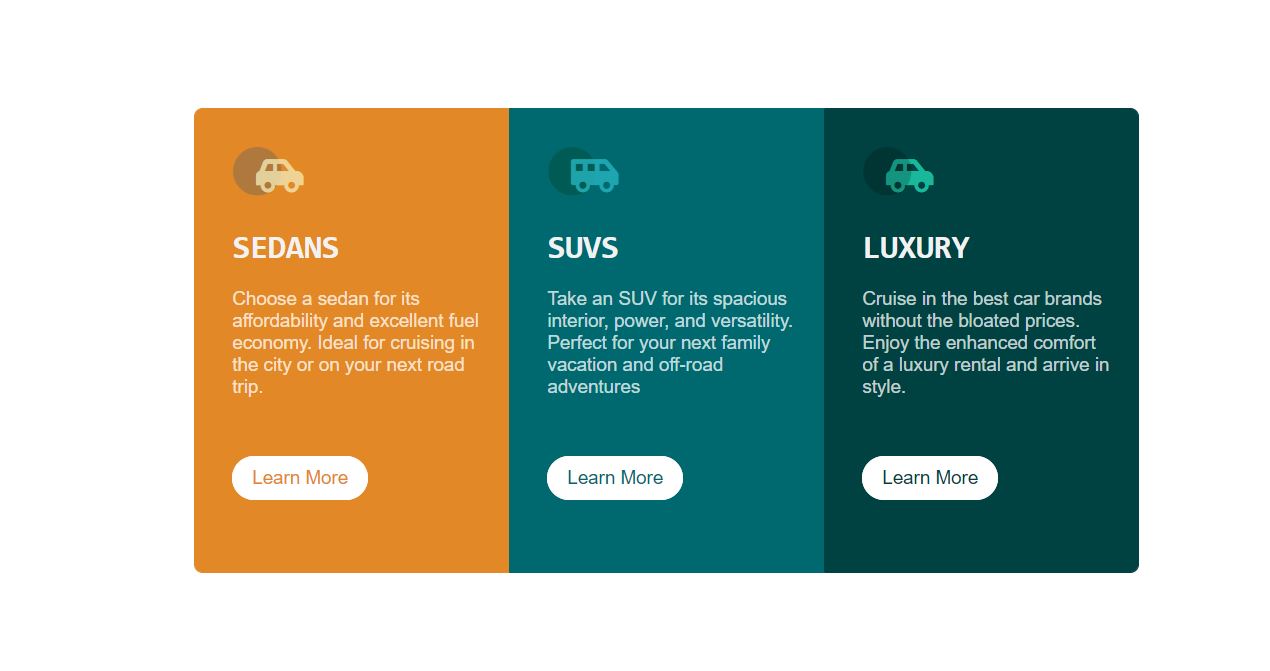 SEDANS
Choose a sedan for its
affordability and excellent fuel
economy. Ideal for cruising in
the city or on your next road
trip.
Learn More
SUVS
Take an SUV for its spacious
interior, power, and versatility.
Perfect for your next family
vacation and off-road
adventures
Learn More
LUXURY
Cruise in the best car brands
without the bloated prices.
Enjoy the enhanced comfort
of a luxury rental and arrive in
style.
Learn More